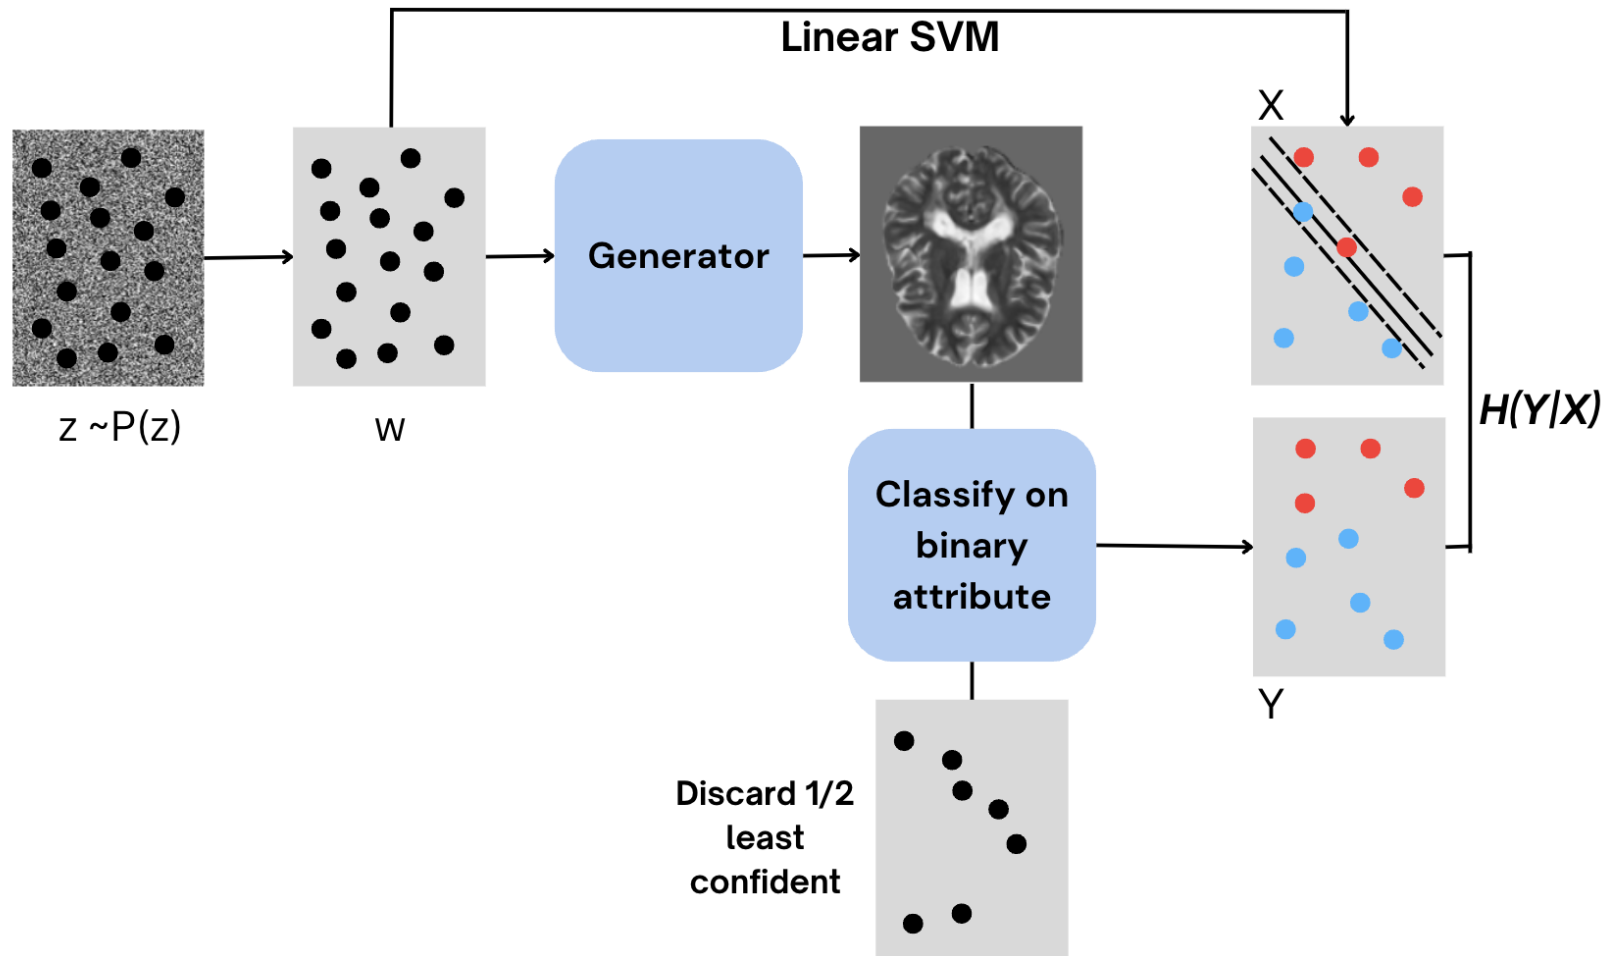 Linear SVM
X
Generator
z ~P(z)
w
H(Y|X)
Classify on
binary
attribute
Y
Discard 1/2
least
confident